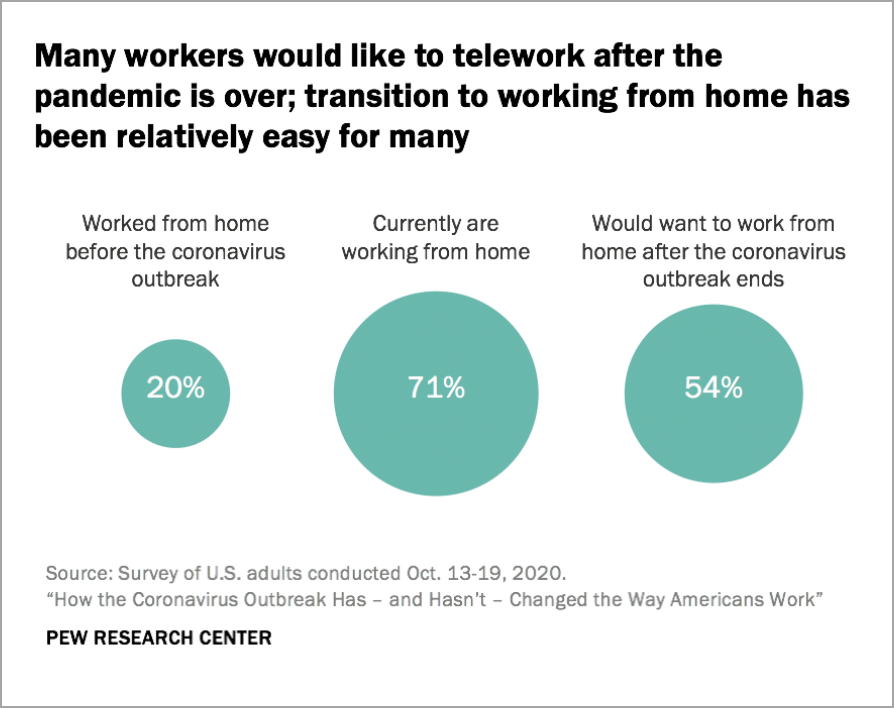 Many workers would like to telework after the
pandemic is over; transition to working from home has
been relatively easy for many
Worked from home
before the coronavirus
outbreak
Currently are
working from home
Would want to work from
home after the coronavirus
outbreak ends
20%
71%
54%
Source: Survey of U.S. adults conducted Oct. 13-19, 2020.
“How the Coronavirus Outbreak Has – and Hasn’t – Changed the Way Americans Work”
PEW RESEARCH CENTER